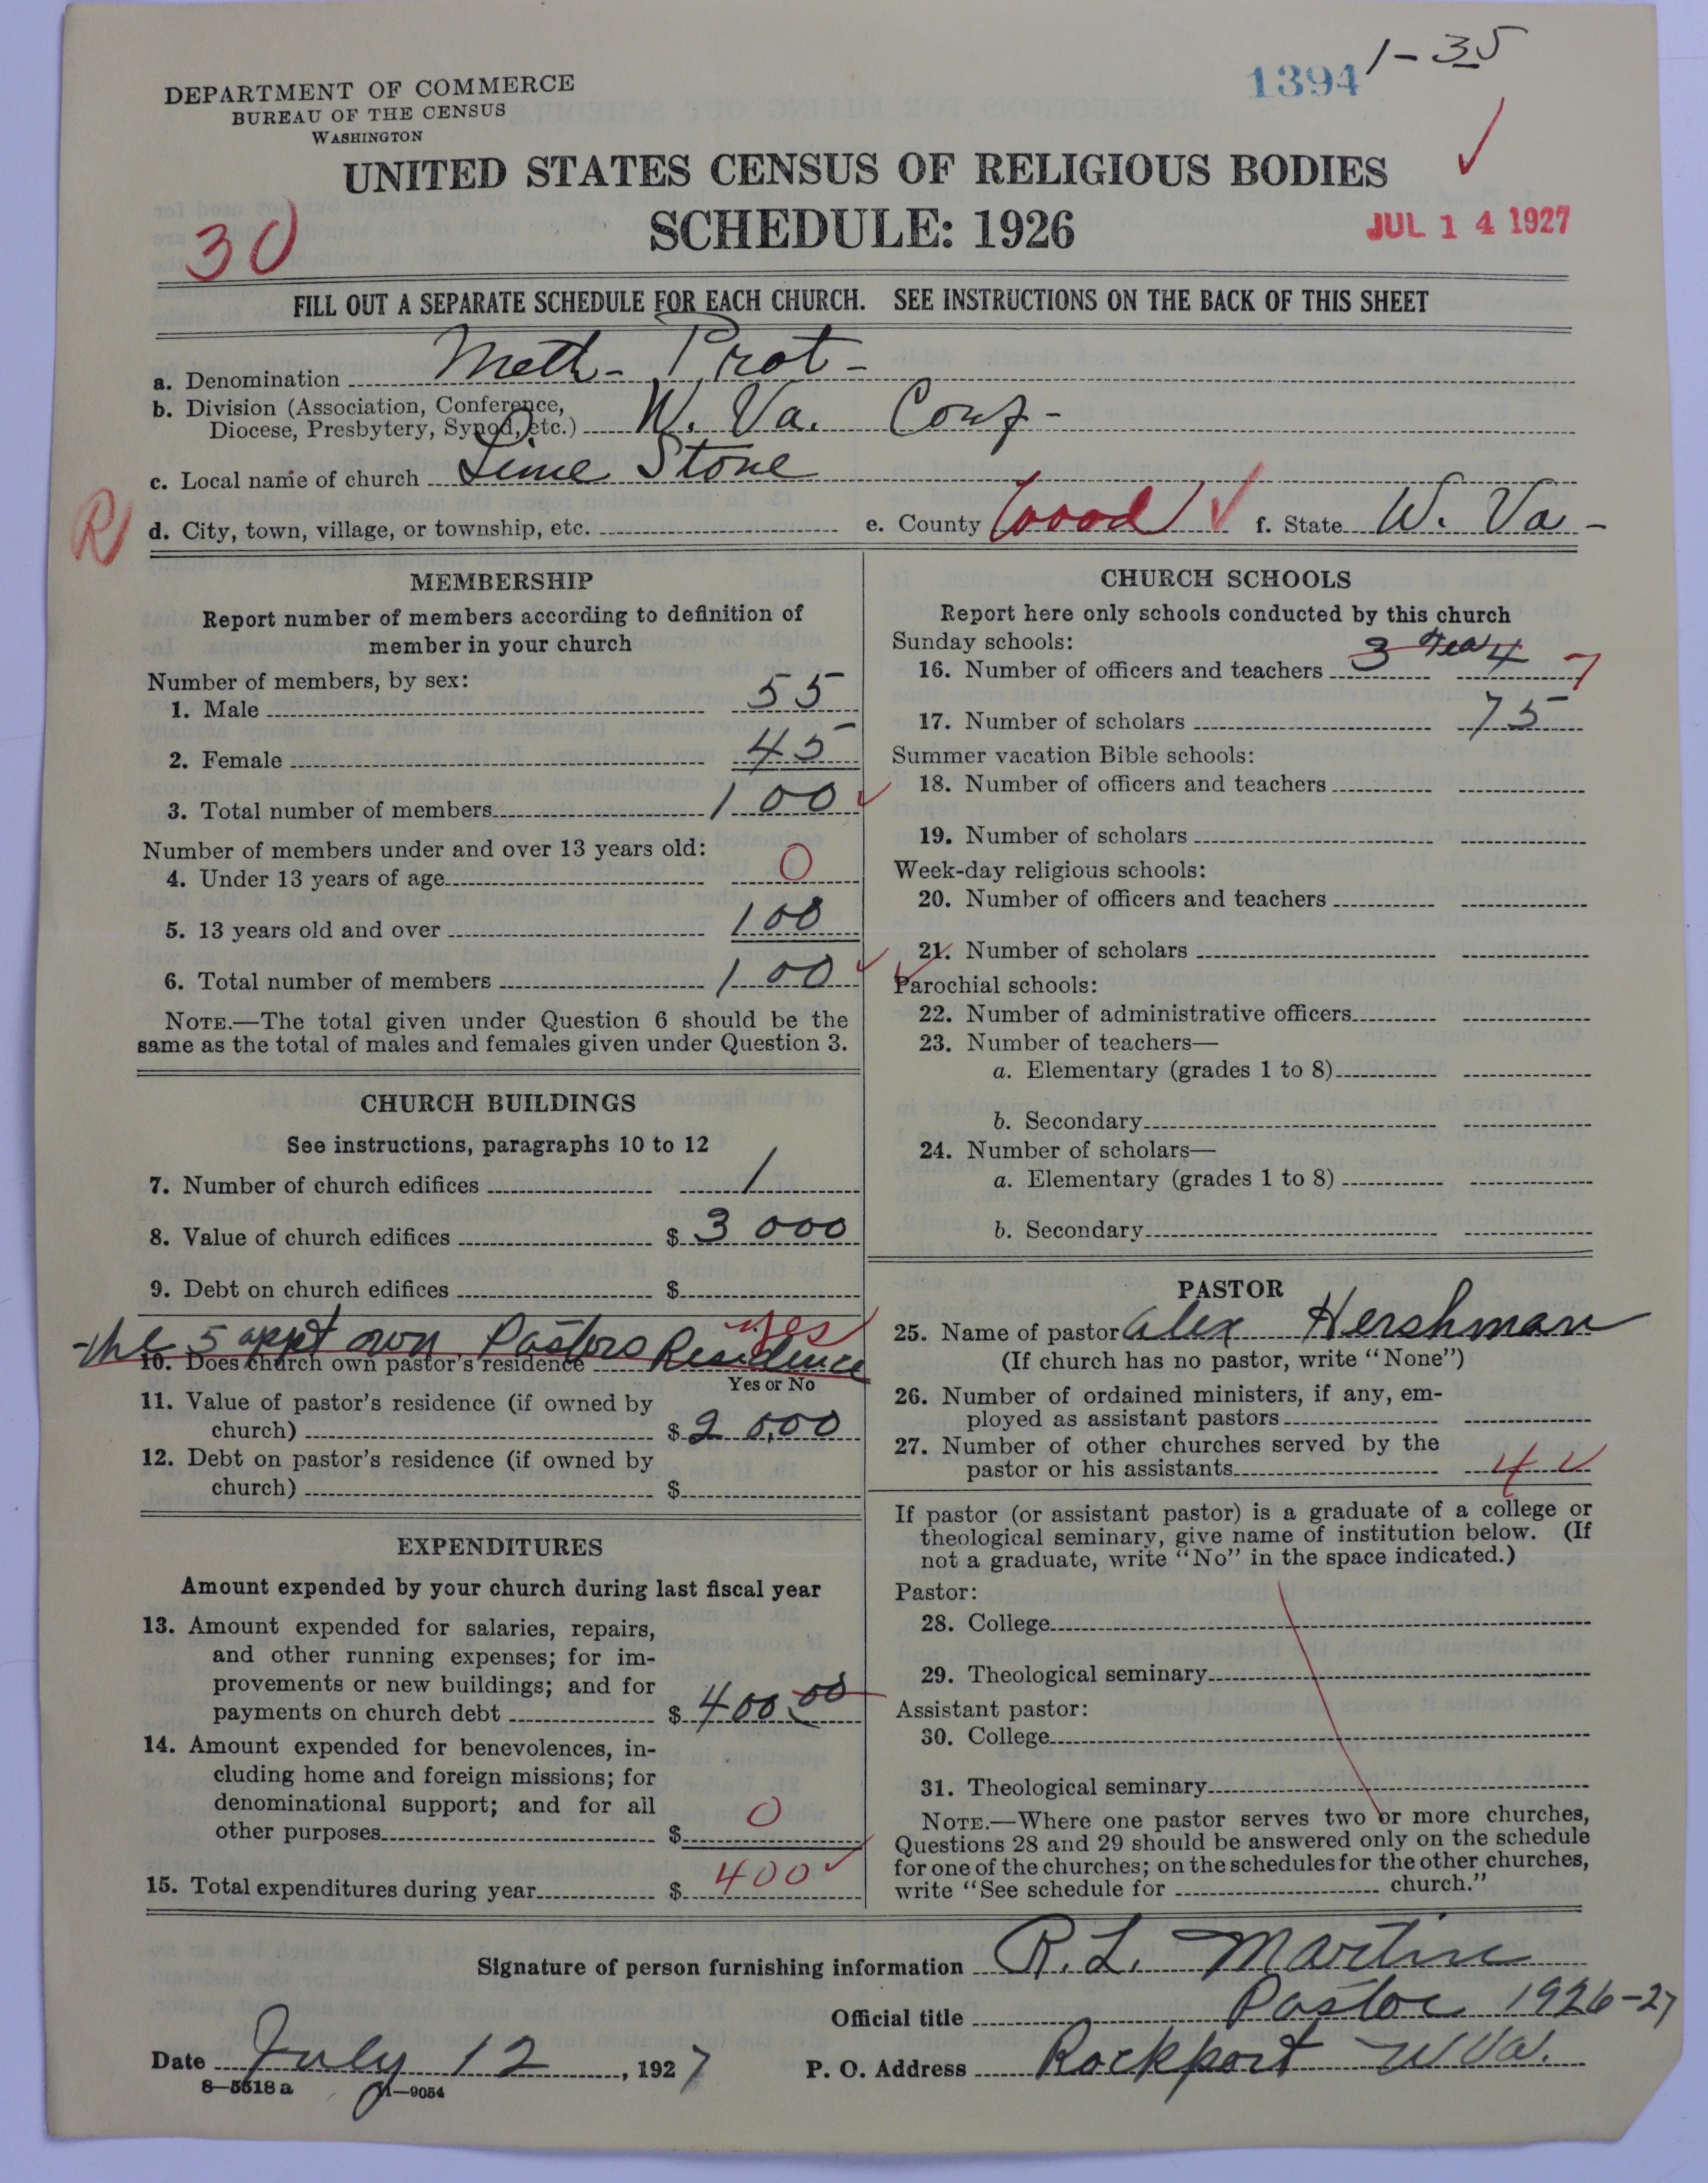 1394 1-35
DEPARTMENT OF COMMERCE
BUREAU OF THE CENSUS
WASHINGTON
UNITED STATES CENSUS OF RELIGIOUS BODIES
SCHEDULE: 1926
30
JUL 14 1927
FILL OUT A SEPARATE SCHEDULE FOR EACH CHURCH. SEE INSTRUCTIONS ON THE BACK OF THIS SHEET
a. Denomination Meth- Prot-
b. Division (Association, Conference,
Diocese, Presbytery, Synod, etc.) W. Va. Conf-
c. Local name of church Lime Stone
R
d. City, town, village, or township, etc. e. County Wood f. State W. Va-
MEMBERSHIP
Report number of members according to definition of
member in your church
Number of members, by sex:
1. Male 55
2. Female 45
3. Total number of members 100
Number of members under and over 13 years old:
4. Under 13 years of age 0
5. 13 years old and over 100
6. Total number of members 100
NOTE.—The total given under Question 6 should be the
same as the total of males and females given under Question 3.
CHURCH BUILDINGS
See instructions, paragraphs 10 to 12
7. Number of church edifices 1
8. Value of church edifices $ 3000
9. Debt on church edifices $
The 5 appt own Pastors Residence yes
10. Does church own pastor's residence
Yes or No
11. Value of pastor's residence (if owned by
church) $ 2000
12. Debt on pastor's residence (if owned by
church) $
EXPENDITURES
Amount expended by your church during last fiscal year
13. Amount expended for salaries, repairs,
and other running expenses; for im-
provements or new buildings; and for
payments on church debt $ 400.00
14. Amount expended for benevolences, in-
cluding home and foreign missions; for
denominational support; and for all
other purposes $ 0
15. Total expenditures during year $ 400
CHURCH SCHOOLS
Report here only schools conducted by this church
Sunday schools:
16. Number of officers and teachers 3 Tea 4 7
17. Number of scholars 75
Summer vacation Bible schools:
18. Number of officers and teachers
19. Number of scholars
Week-day religious schools:
20. Number of officers and teachers
21. Number of scholars
Parochial schools:
22. Number of administrative officers
23. Number of teachers—
a. Elementary (grades 1 to 8)
b. Secondary
24. Number of scholars—
a. Elementary (grades 1 to 8)
b. Secondary
PASTOR
25. Name of pastor Alex Hershman
(If church has no pastor, write "None")
26. Number of ordained ministers, if any, em-
ployed as assistant pastors
27. Number of other churches served by the
pastor or his assistants 4
If pastor (or assistant pastor) is a graduate of a college or
theological seminary, give name of institution below. (If
not a graduate, write "No" in the space indicated.)
Pastor:
28. College
29. Theological seminary
Assistant pastor:
30. College
31. Theological seminary
NOTE.—Where one pastor serves two or more churches,
Questions 28 and 29 should be answered only on the schedule
for one of the churches; on the schedules for the other churches,
write "See schedule for church."
Signature of person furnishing information R. L. Martin
Official title Pastor 1926-27
Date July 12, 1927 P. O. Address Rockport W Va.
8—5518 a 11—9054